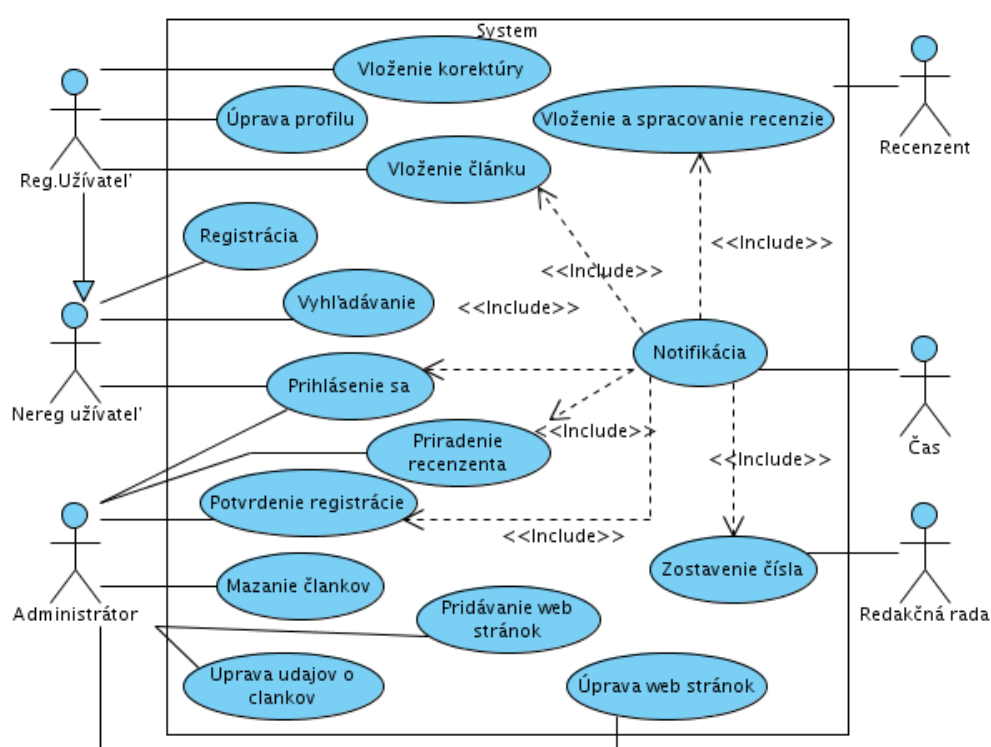 System
Vloženie korektúry
Úprava profilu
Vloženie a spracovanie recenzie
Recenzent
Reg.Užívateľ
Vloženie článku
Registrácia
<<Include>>
<<Include>>
Vyhľadávanie
<<Include>>
Notifikácia
Nereg užívateľ
Prihlásenie sa
Čas
Priradenie
recenzenta
<<Include>>
<<Include>>
Potvrdenie registrácie
<<Include>>
Zostavenie čísla
Administrátor
Mazanie člankov
Redakčná rada
Pridávanie web
stránok
Úprava udajov o
clankov
Úprava web stránok